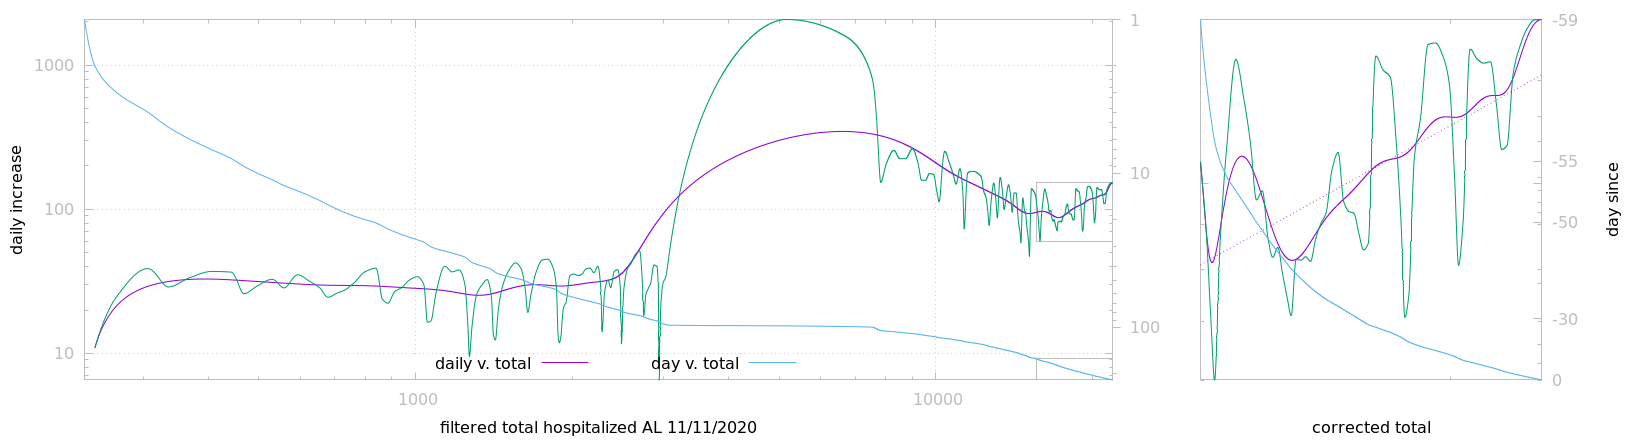 1000
100
10
daily increase
1
10
100
daily v. total
day v. total
1000
10000
filtered total hospitalized AL 11/11/2020
-59
-55
-50
-30
0
day since
corrected total